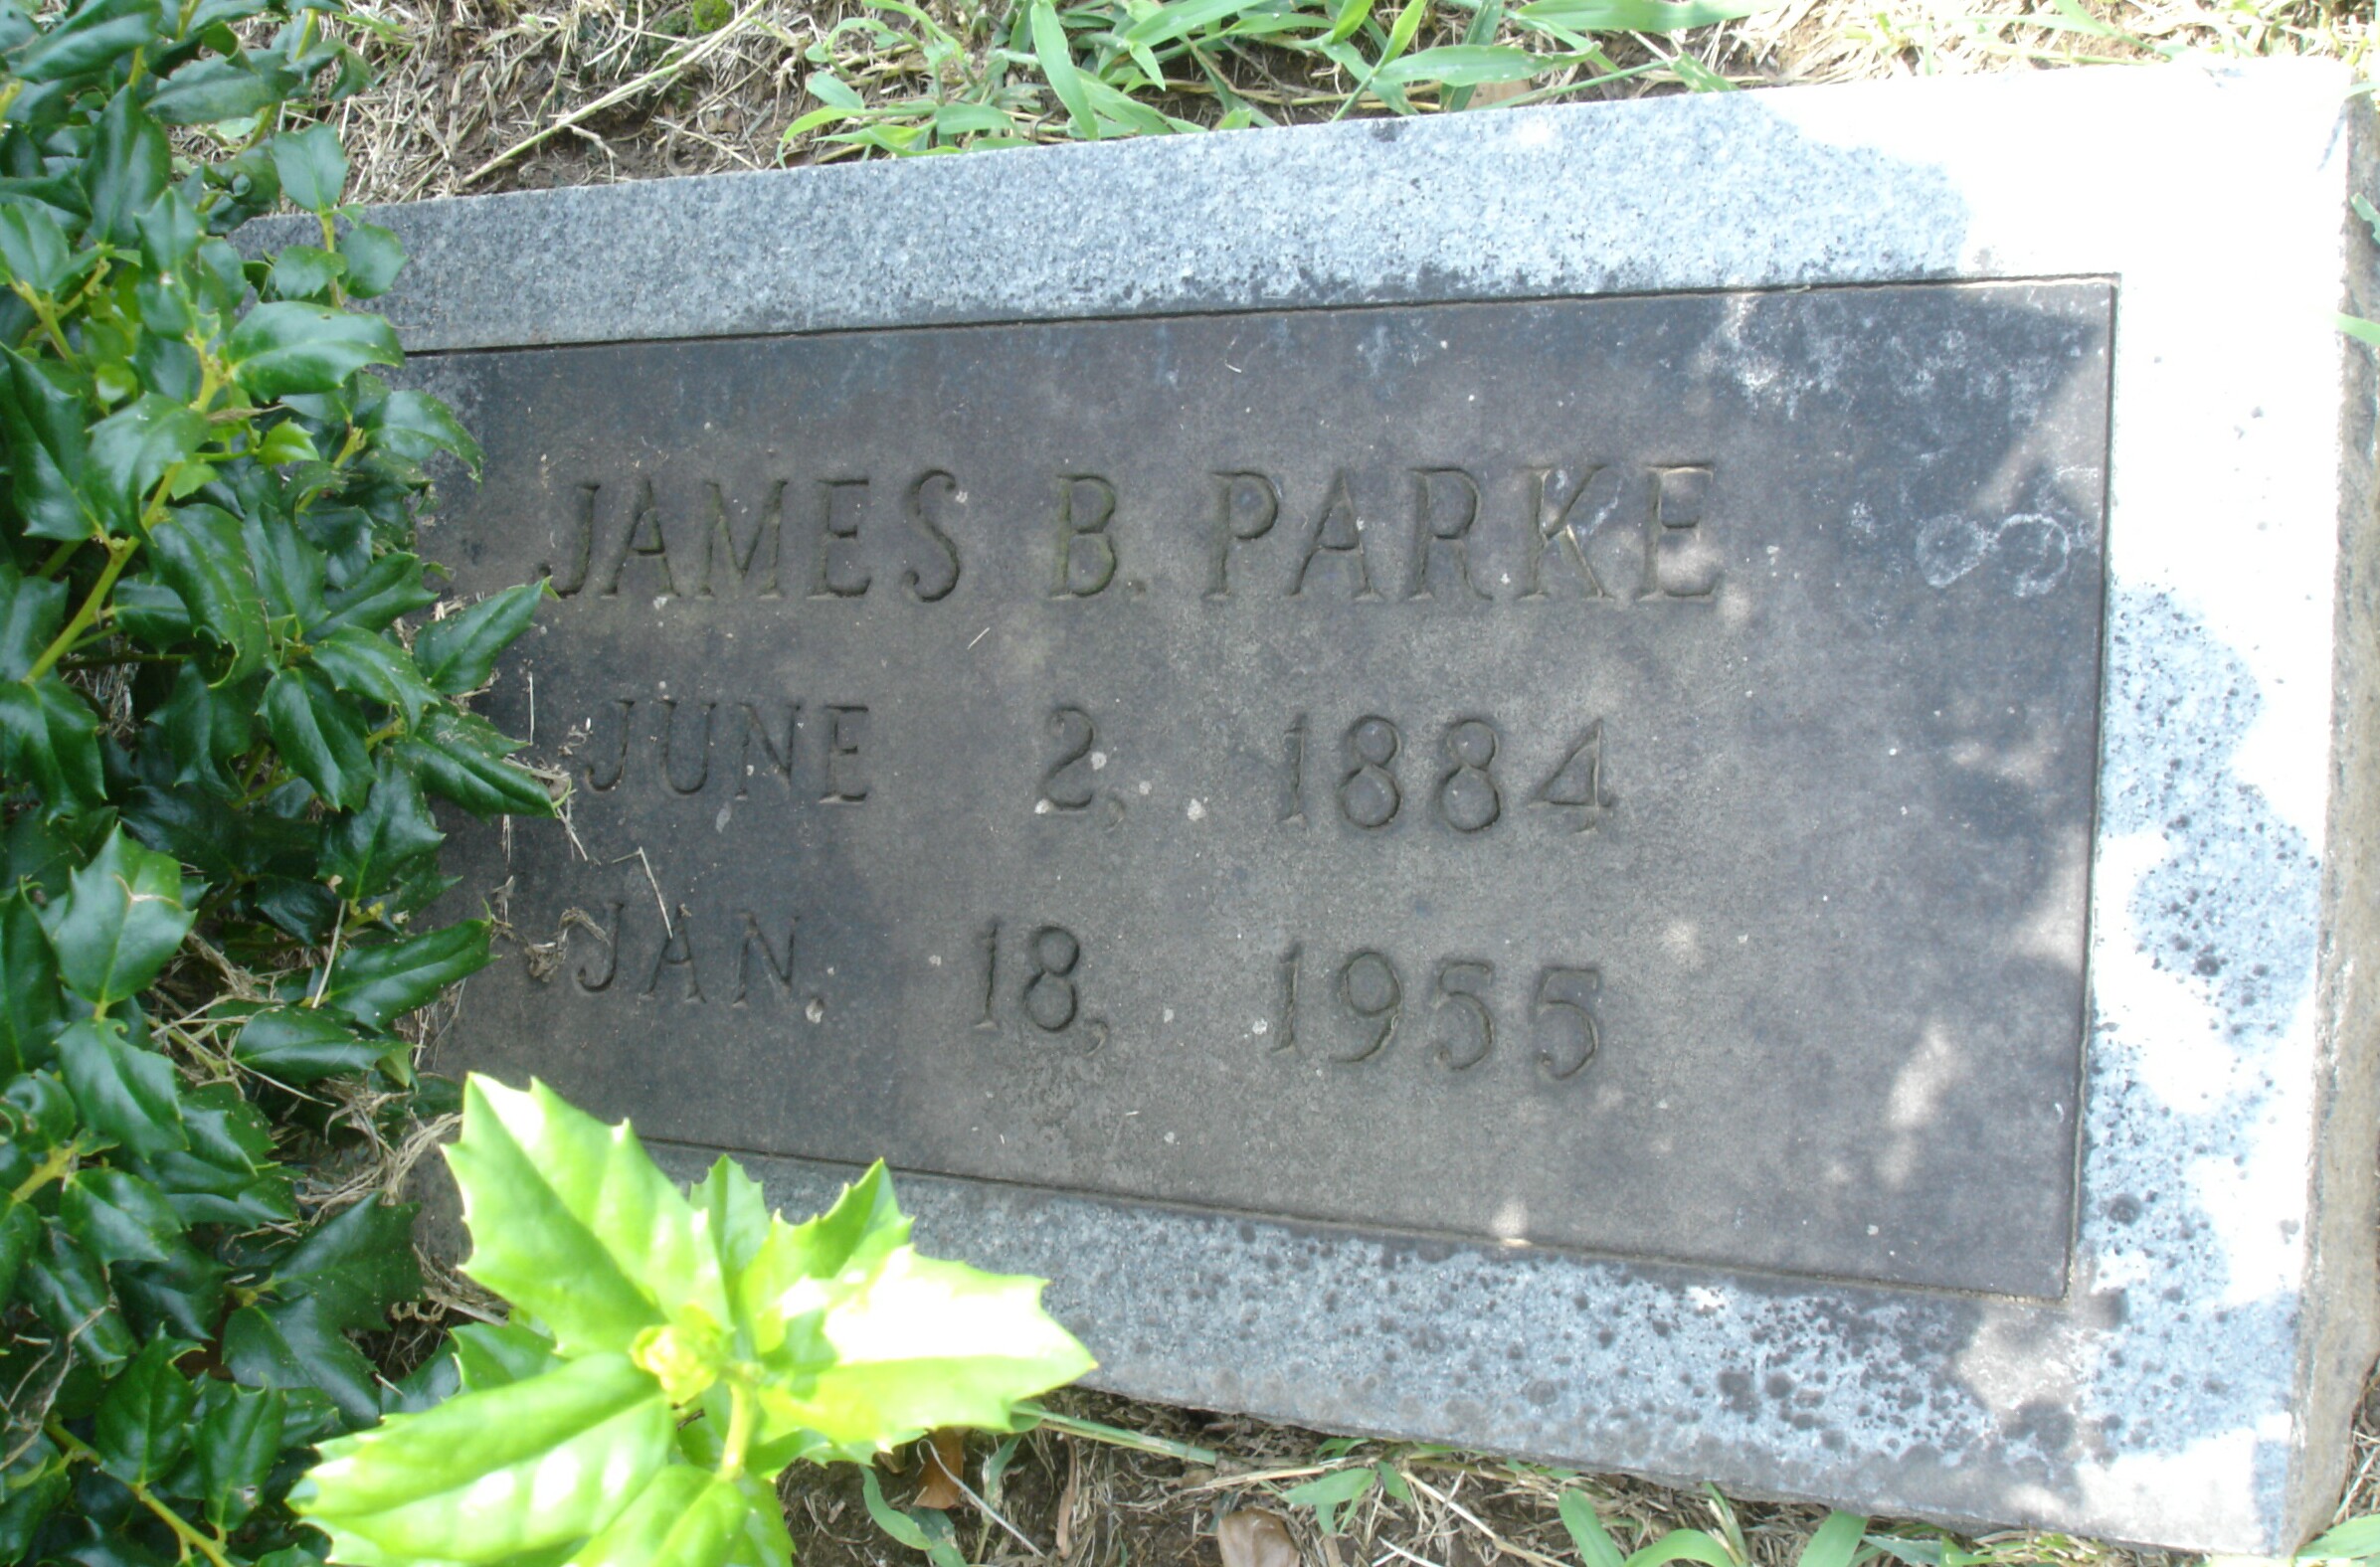 JAMES B. PARKE
JUNE 2, 1884
JAN. 18, 1955